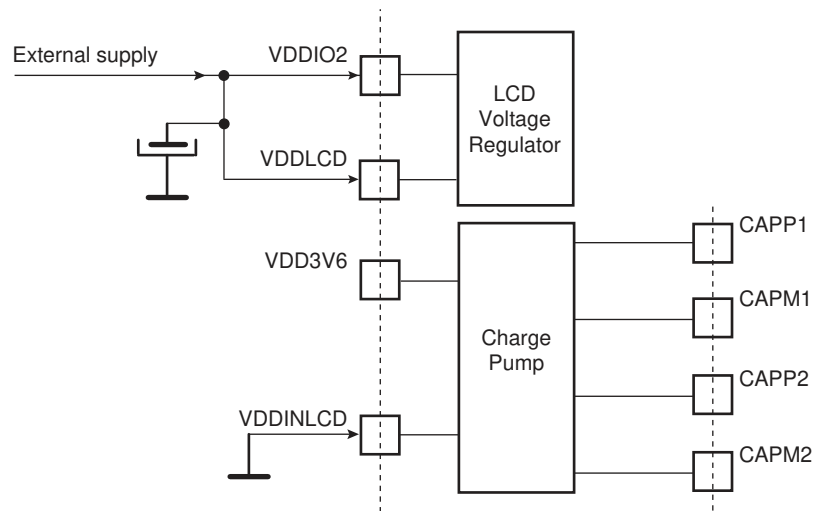 External supply
VDDIO2
LCD
Voltage
Regulator
VDDLCD
VDD3V6
Charge
Pump
VDDINLCD
CAPP1
CAPM1
CAPP2
CAPM2